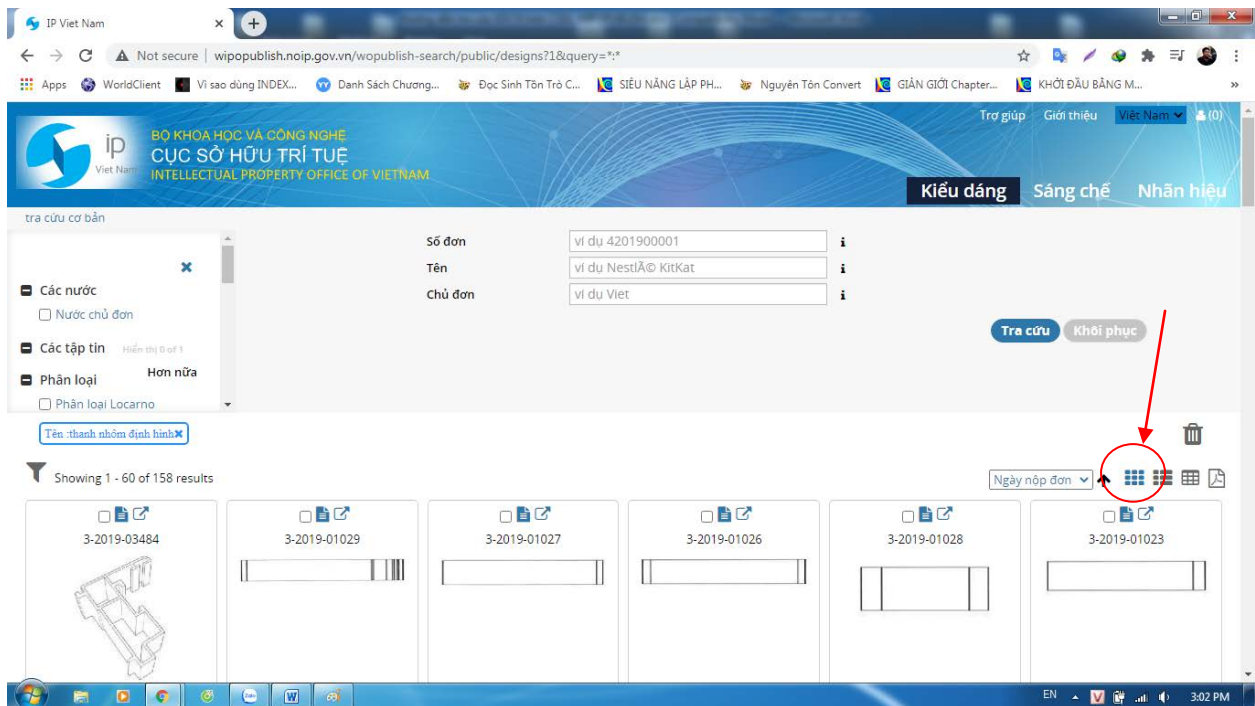 IP Viet Nam
Not secure | wipopublish.noip.gov.vn/wopublish-search/public/designs?1&query=*:*
Apps WorldClient Vì sao dùng INDEX... Danh Sách Chương... Đọc Sinh Tồn Trò C... SIÊU NĂNG LẬP PH... Nguyên Tôn Convert GIẢN GIỚI Chapter... KHỞI ĐẦU BẰNG M... »
Trợ giúp Giới thiệu Việt Nam (0)
ip
Viet Nam
BỘ KHOA HỌC VÀ CÔNG NGHỆ
CỤC SỞ HỮU TRÍ TUỆ
INTELLECTUAL PROPERTY OFFICE OF VIETNAM
Kiểu dáng Sáng chế Nhãn hiệu
tra cứu cơ bản
Số đơn ví dụ 4201900001 i
Tên ví dụ NestlÃ© KitKat i
Chủ đơn ví dụ Viet i
Các nước
Nước chủ đơn
Các tập tin Hiển thị 0 of 1
Hơn nữa
Phân loại
Phân loại Locarno
Tra cứu Khôi phục
Tên :thanh nhôm định hình
Showing 1 - 60 of 158 results
Ngày nộp đơn
3-2019-03484 3-2019-01029 3-2019-01027 3-2019-01026 3-2019-01028 3-2019-01023
EN 3:02 PM